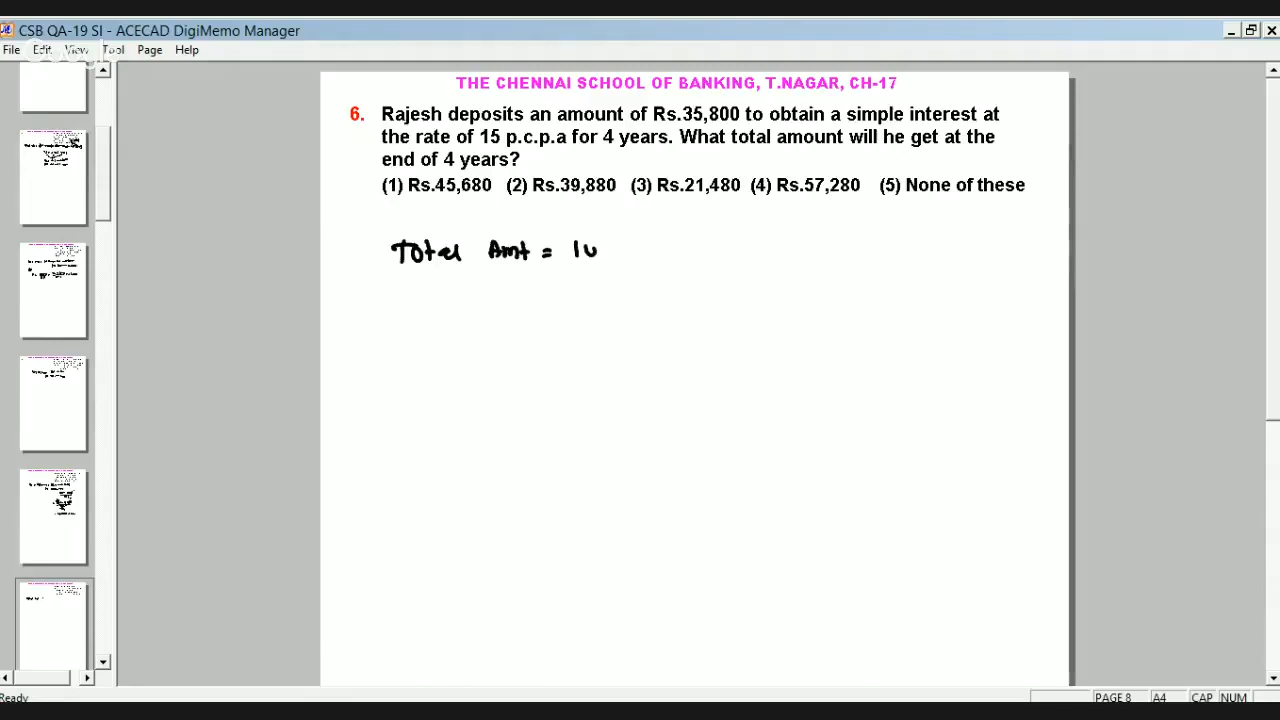 CSB QA-19 SI - ACECAD DigiMemo Manager
File Edit View Tool Page Help
THE CHENNAI SCHOOL OF BANKING, T.NAGAR, CH-17
6. Rajesh deposits an amount of Rs.35,800 to obtain a simple interest at
the rate of 15 p.c.p.a for 4 years. What total amount will he get at the
end of 4 years?
(1) Rs.45,680 (2) Rs.39,880 (3) Rs.21,480 (4) Rs.57,280 (5) None of these
Total Amt = 10
Ready
PAGE 8 A4 CAP NUM